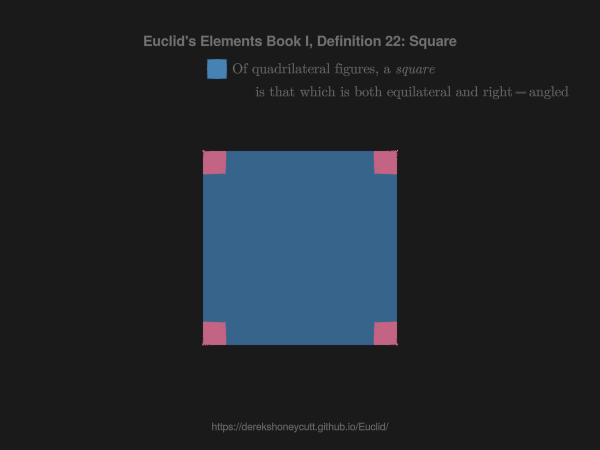 Euclid's Elements Book I, Definition 22: Square
Of quadrilateral figures, a square
is that which is both equilateral and right—angled
https://derekshoneycutt.github.io/Euclid/